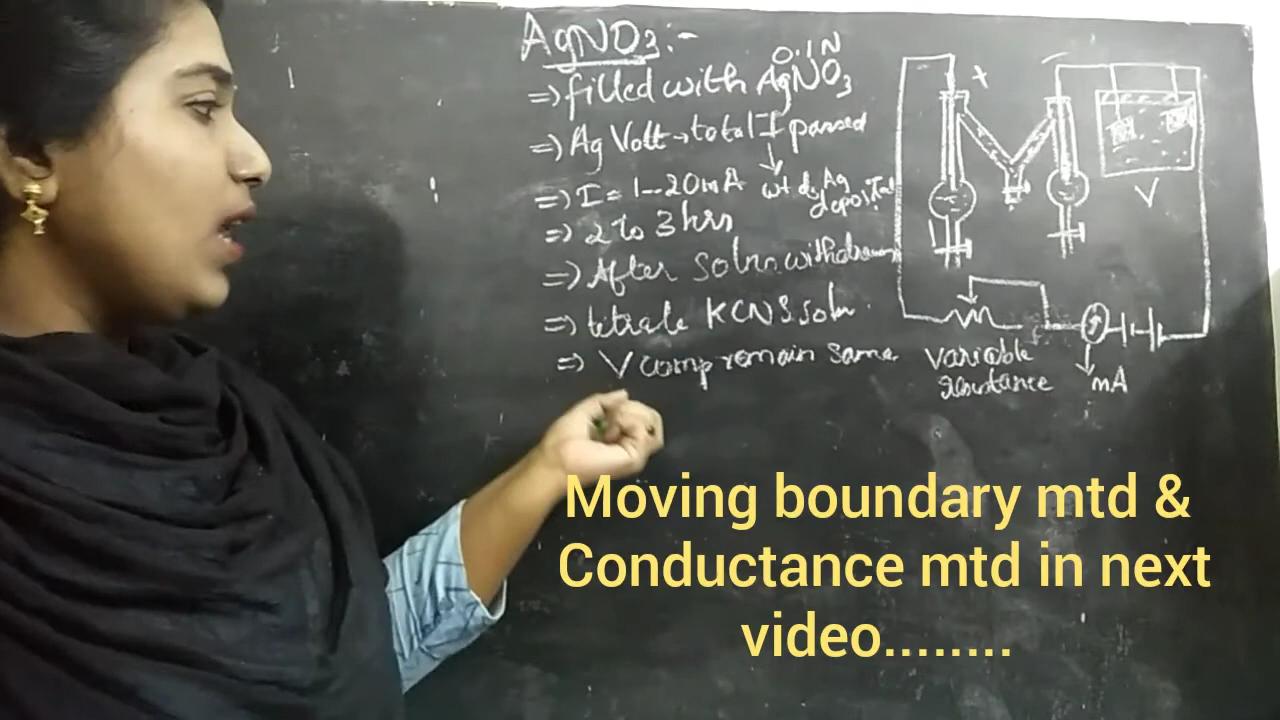 AgNO3:-
0.1N
=> filled with AgNO3
=> Ag Volt → total I passed
=> I = 1--20mA wt of Ag
deposited
=> 2 to 3 hrs
=> After soln. withdrawn
=> titrate KCNS soln.
=> V comp remain same
+
V
Variable
resistance
mA
Moving boundary mtd &
Conductance mtd in next
video........